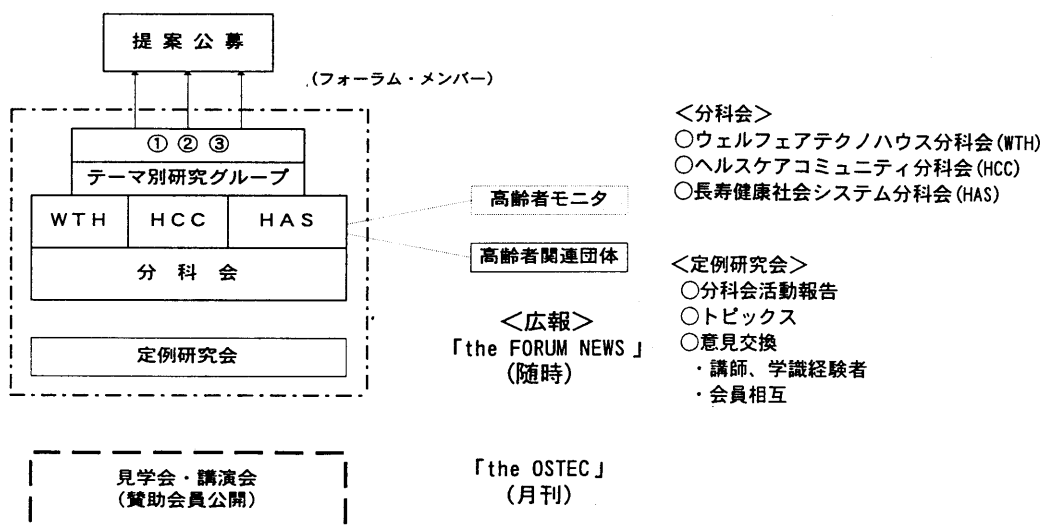 提案公募
(フォーラム・メンバー)
① ② ③
テーマ別研究グループ
WTH
HCC
HAS
分科会
定例研究会
見学会・講演会
(賛助会員公開)
高齢者モニタ
高齢者関連団体
<広報>
「the FORUM NEWS」
(随時)
「the OSTEC」
(月刊)
<分科会>
○ウェルフェアテクノハウス分科会(WTH)
○ヘルスケアコミュニティ分科会(HCC)
○長寿健康社会システム分科会(HAS)
<定例研究会>
○分科会活動報告
○トピックス
○意見交換
・講師、学識経験者
・会員相互